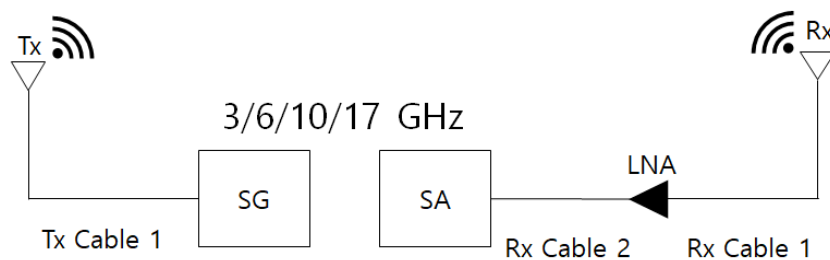 Tx
Rx
3/6/10/17 GHz
SG
SA
LNA
Tx Cable 1
Rx Cable 2
Rx Cable 1